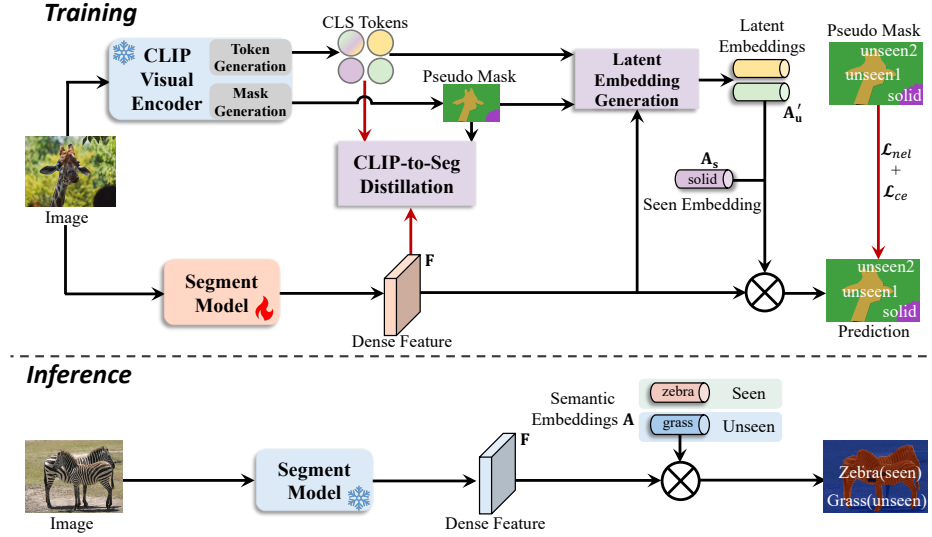 Training
CLIP
Visual
Encoder
Token
Generation
Mask
Generation
CLS Tokens
Pseudo Mask
Latent
Embedding
Generation
Latent
Embeddings
A′u
Pseudo Mask
unseen2
unseen1
solid
CLIP-to-Seg
Distillation
As
solid
Seen Embedding
ℒnel
+
ℒce
Image
Segment
Model
F
Dense Feature
unseen2
unseen1
solid
Prediction
Inference
Semantic
Embeddings A
zebra
Seen
grass
Unseen
Image
Segment
Model
F
Dense Feature
Zebra(seen)
Grass(unseen)